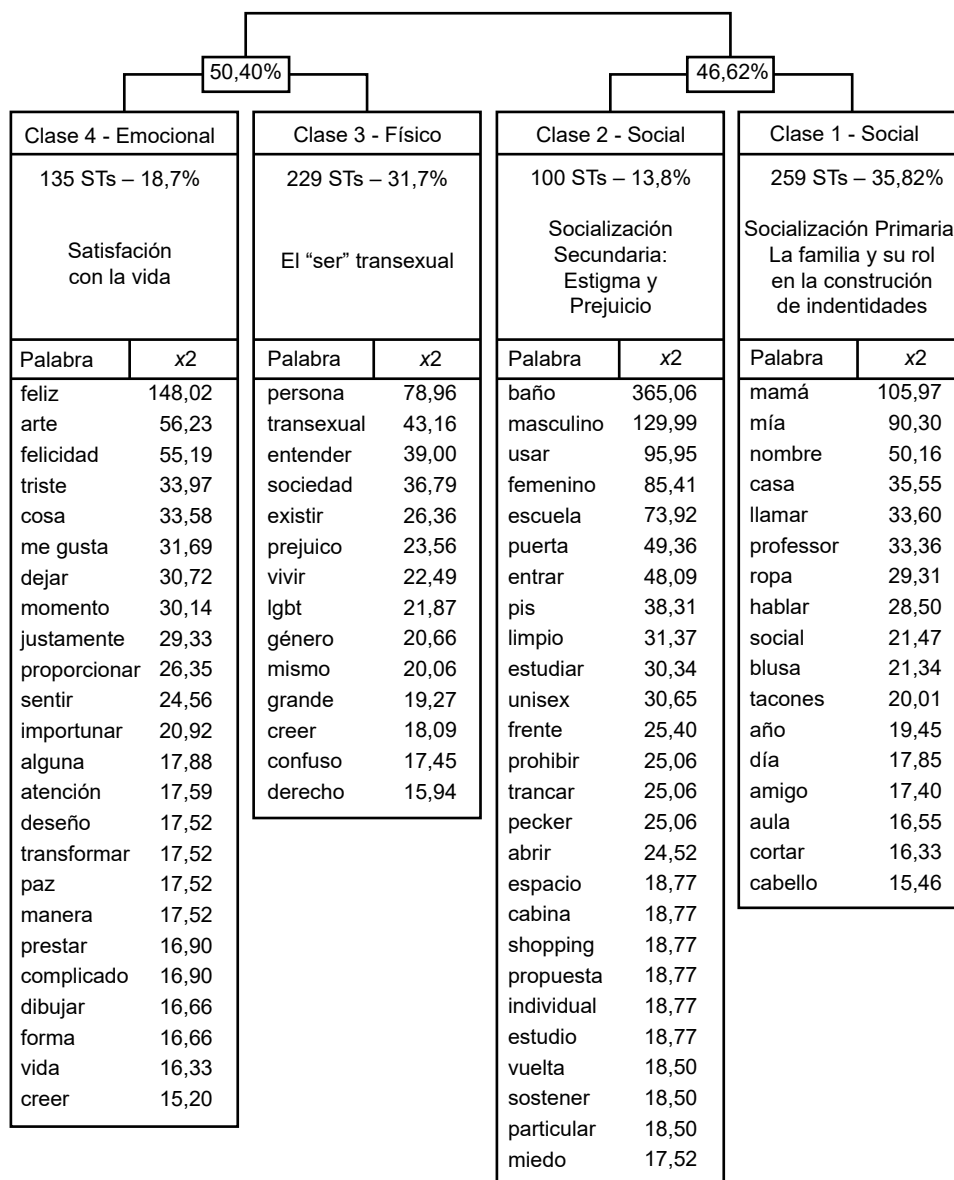 50,40%
46,62%
Clase 4 - Emocional
135 STs – 18,7%
Satisfación
con la vida
Palabra x2
feliz 148,02
arte 56,23
felicidad 55,19
triste 33,97
cosa 33,58
me gusta 31,69
dejar 30,72
momento 30,14
justamente 29,33
proporcionar 26,35
sentir 24,56
importunar 20,92
alguna 17,88
atención 17,59
deseño 17,52
transformar 17,52
paz 17,52
manera 17,52
prestar 16,90
complicado 16,90
dibujar 16,66
forma 16,66
vida 16,33
creer 15,20
Clase 3 - Físico
229 STs – 31,7%
El “ser” transexual
Palabra x2
persona 78,96
transexual 43,16
entender 39,00
sociedad 36,79
existir 26,36
prejuico 23,56
vivir 22,49
lgbt 21,87
género 20,66
mismo 20,06
grande 19,27
creer 18,09
confuso 17,45
derecho 15,94
Clase 2 - Social
100 STs – 13,8%
Socialización
Secundaria:
Estigma y
Prejuicio
Palabra x2
baño 365,06
masculino 129,99
usar 95,95
femenino 85,41
escuela 73,92
puerta 49,36
entrar 48,09
pis 38,31
limpio 31,37
estudiar 30,34
unisex 30,65
frente 25,40
prohibir 25,06
trancar 25,06
pecker 25,06
abrir 24,52
espacio 18,77
cabina 18,77
shopping 18,77
propuesta 18,77
individual 18,77
estudio 18,77
vuelta 18,50
sostener 18,50
particular 18,50
miedo 17,52
Clase 1 - Social
259 STs – 35,82%
Socialización Primaria
La familia y su rol
en la construción
de indentidades
Palabra x2
mamá 105,97
mía 90,30
nombre 50,16
casa 35,55
llamar 33,60
professor 33,36
ropa 29,31
hablar 28,50
social 21,47
blusa 21,34
tacones 20,01
año 19,45
día 17,85
amigo 17,40
aula 16,55
cortar 16,33
cabello 15,46